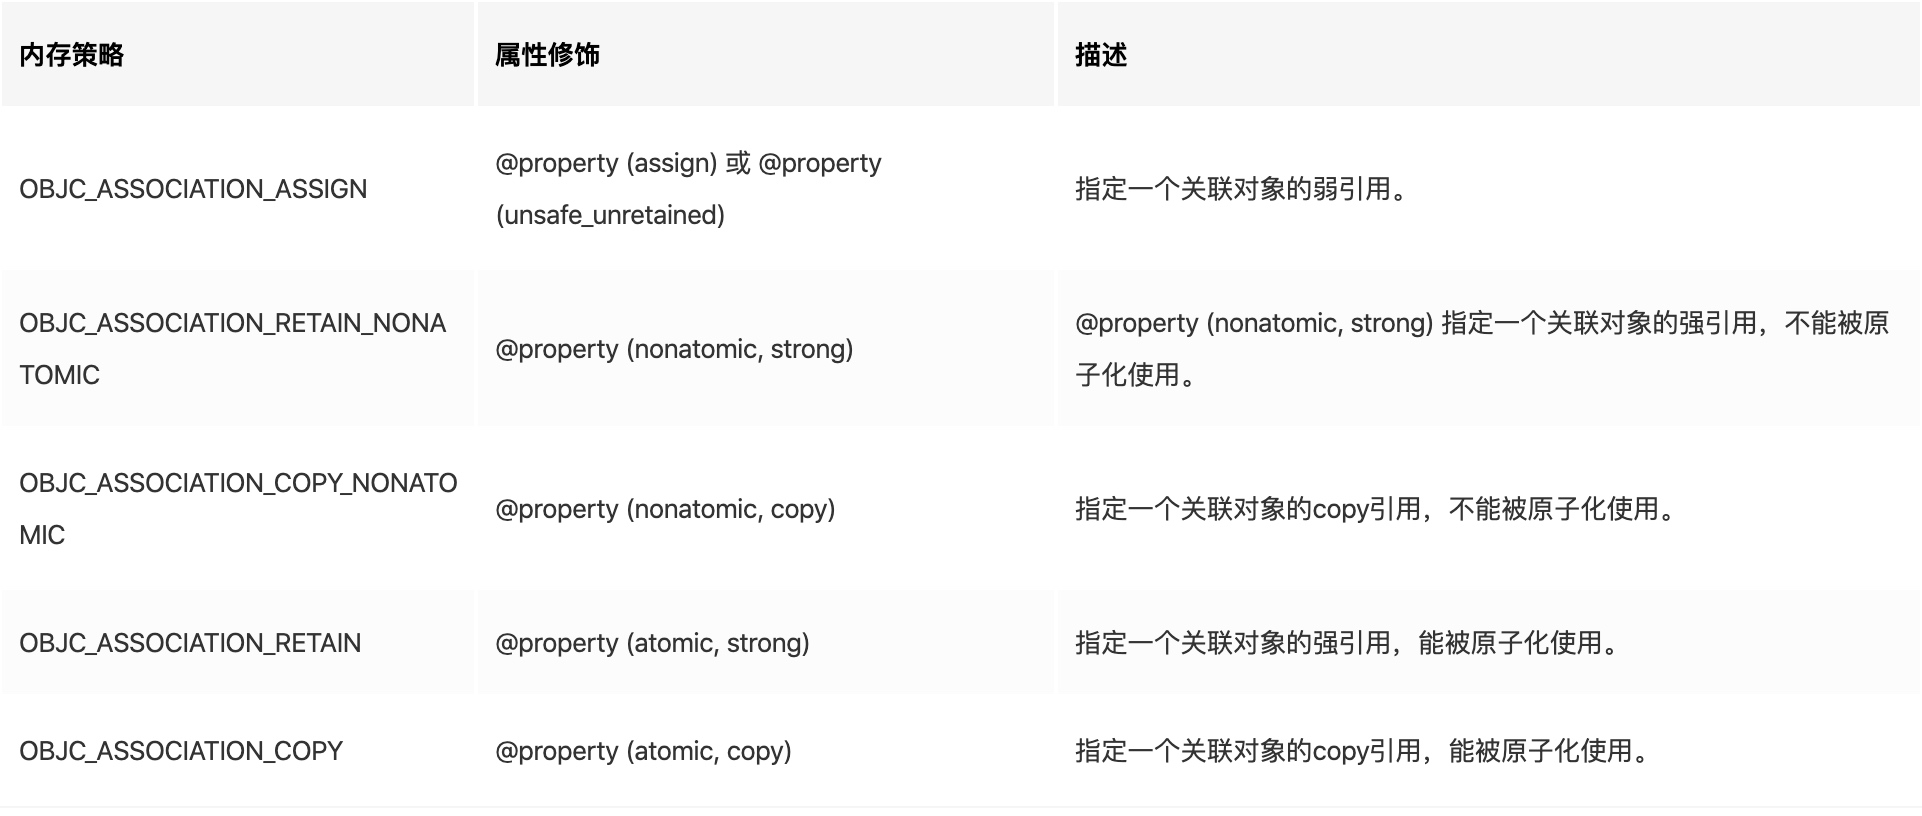 内存策略
属性修饰
描述
OBJC_ASSOCIATION_ASSIGN
@property (assign) 或 @property
(unsafe_unretained)
指定一个关联对象的弱引用。
OBJC_ASSOCIATION_RETAIN_NONA
TOMIC
@property (nonatomic, strong)
@property (nonatomic, strong) 指定一个关联对象的强引用，不能被原
子化使用。
OBJC_ASSOCIATION_COPY_NONATO
MIC
@property (nonatomic, copy)
指定一个关联对象的copy引用，不能被原子化使用。
OBJC_ASSOCIATION_RETAIN
@property (atomic, strong)
指定一个关联对象的强引用，能被原子化使用。
OBJC_ASSOCIATION_COPY
@property (atomic, copy)
指定一个关联对象的copy引用，能被原子化使用。